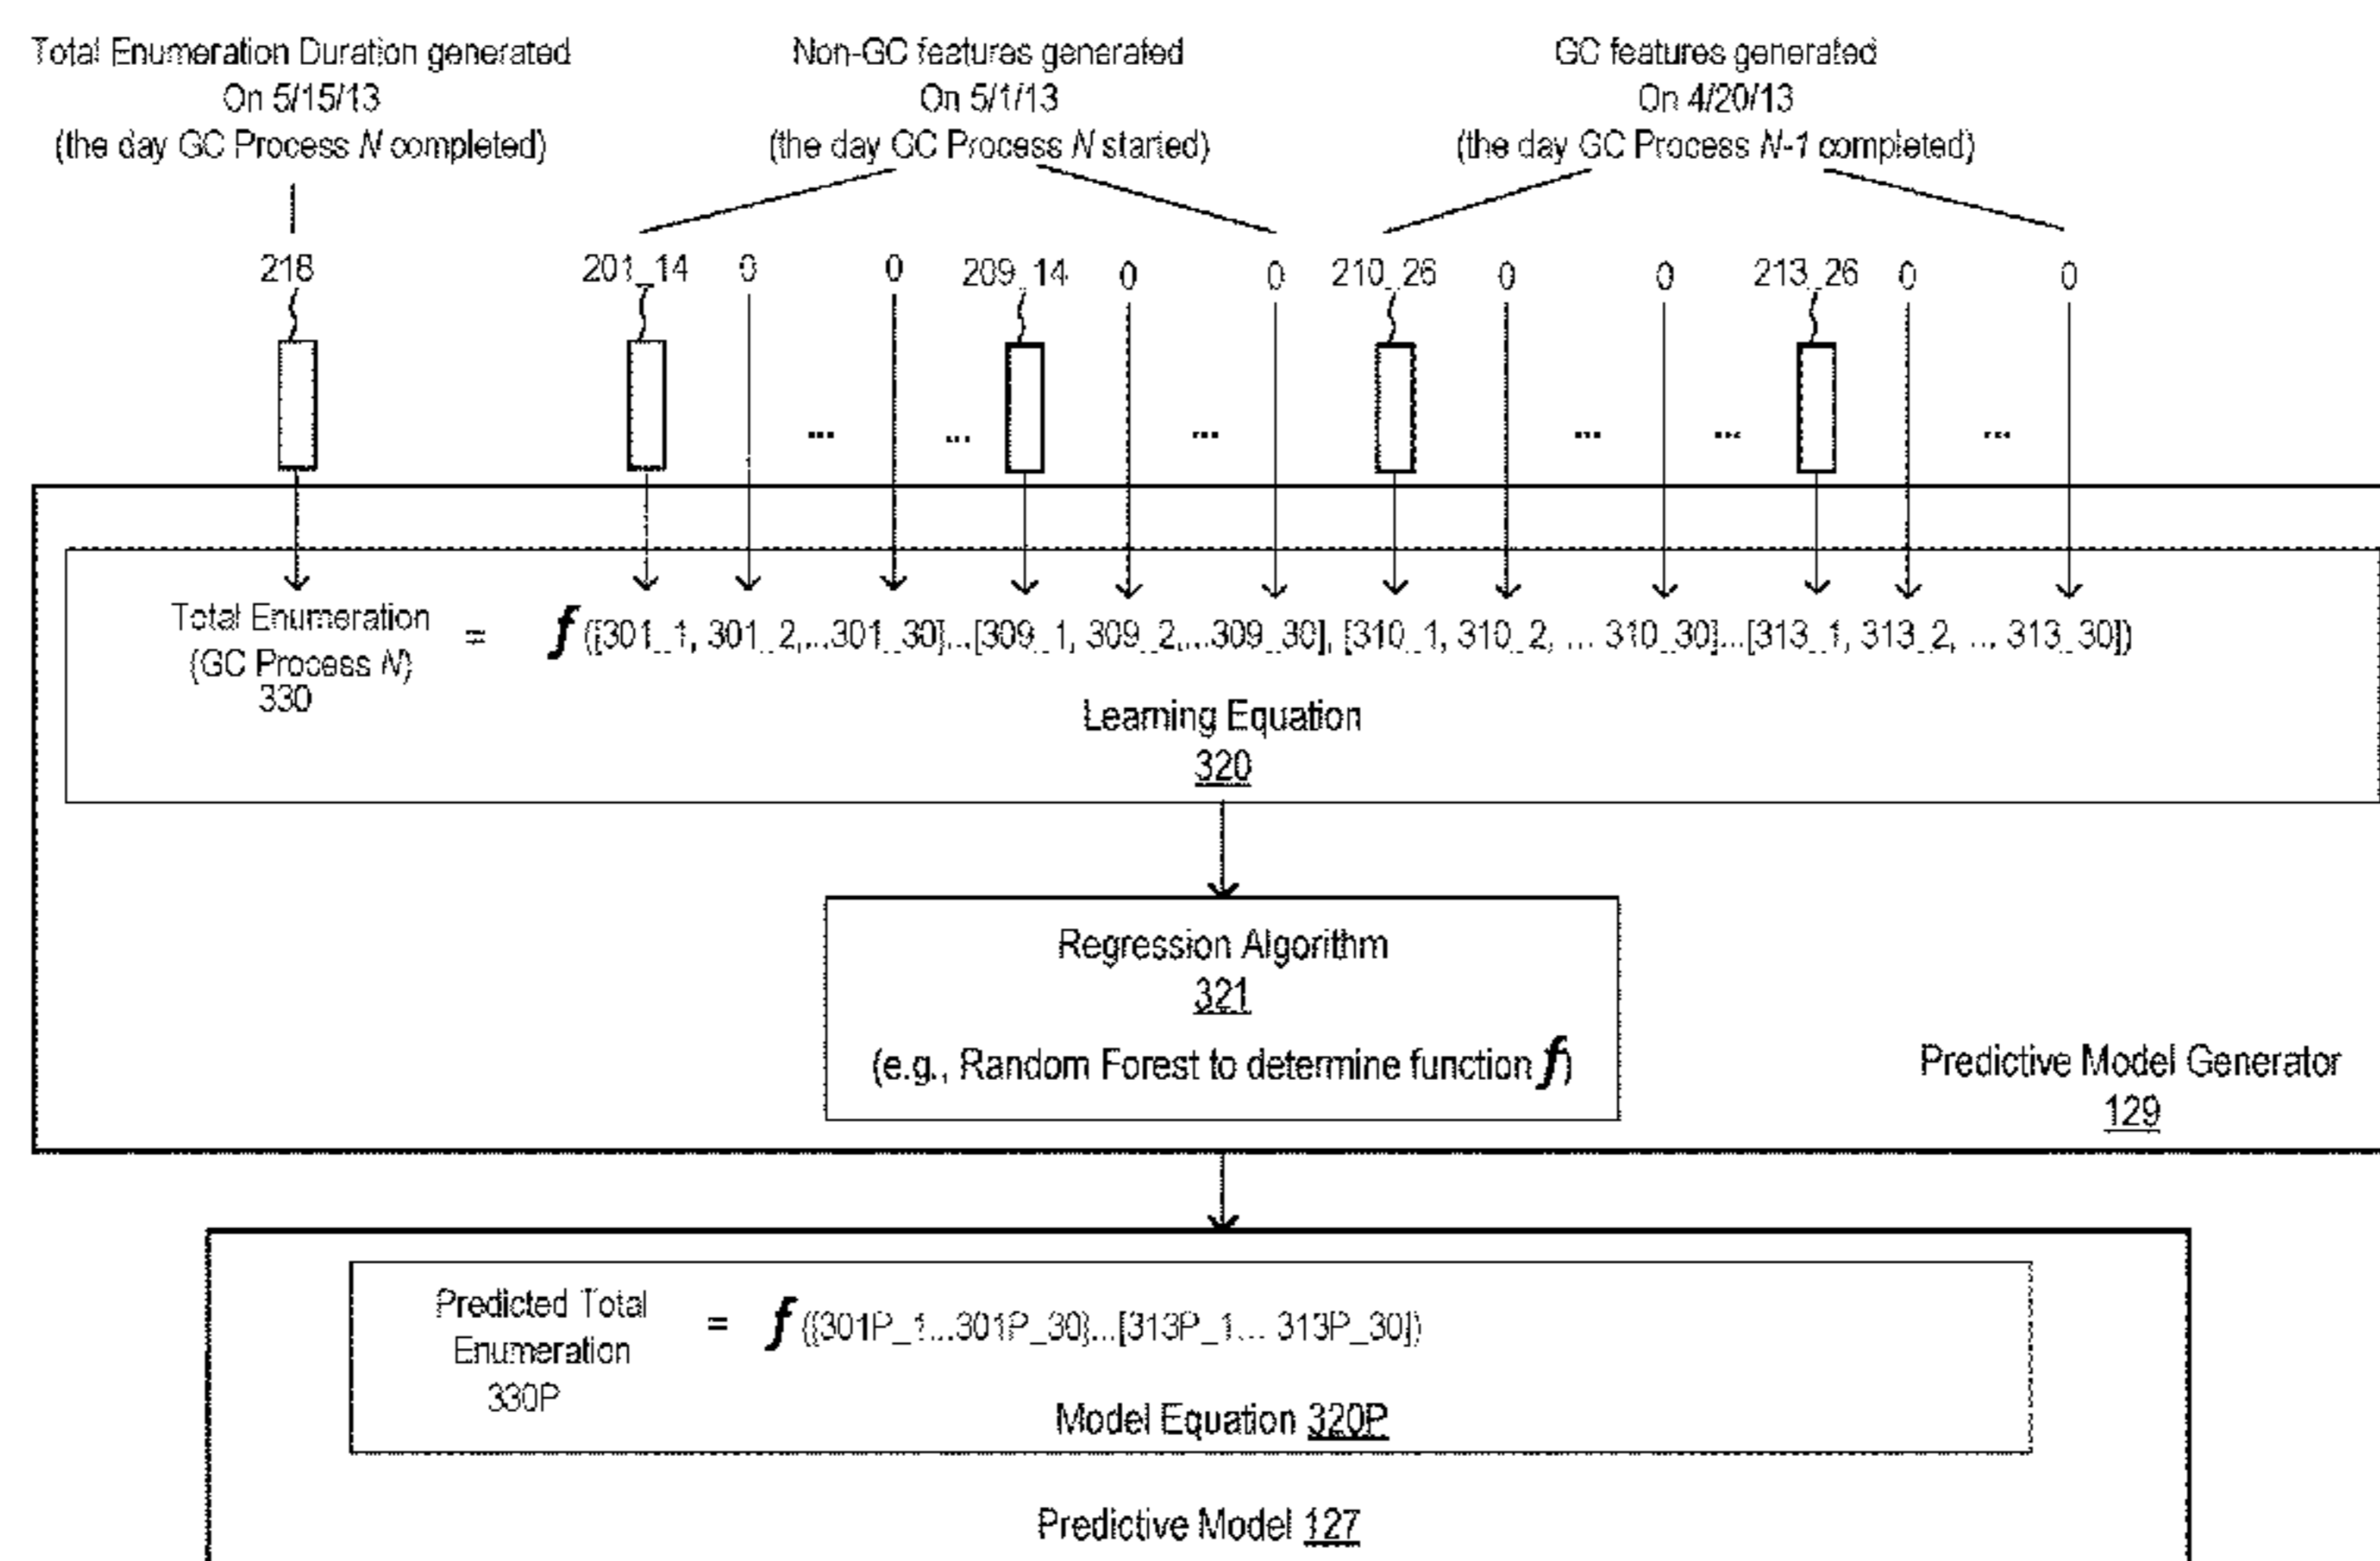 Total Enumeration Duration generated
On 5/15/13
(the day GC Process N completed)
Non-GC features generated
On 5/1/13
(the day GC Process N started)
GC features generated
On 4/20/13
(the day GC Process N-1 completed)
218 201_14 0 0 209_14 0 0 210_26 0 0 213_26 0 0
... ... ... ... ... ...
Total Enumeration
(GC Process N)
330
= f ([301_1, 301_2,...301_30]...[309_1, 309_2,...309_30], [310_1, 310_2, ... 310_30]...[313_1, 313_2, ... 313_30])
Learning Equation
320
Regression Algorithm
321
(e.g., Random Forest to determine function f)
Predictive Model Generator
129
Predicted Total
Enumeration
330P
= f ([301P_1...301P_30]...[313P_1... 313P_30])
Model Equation 320P
Predictive Model 127